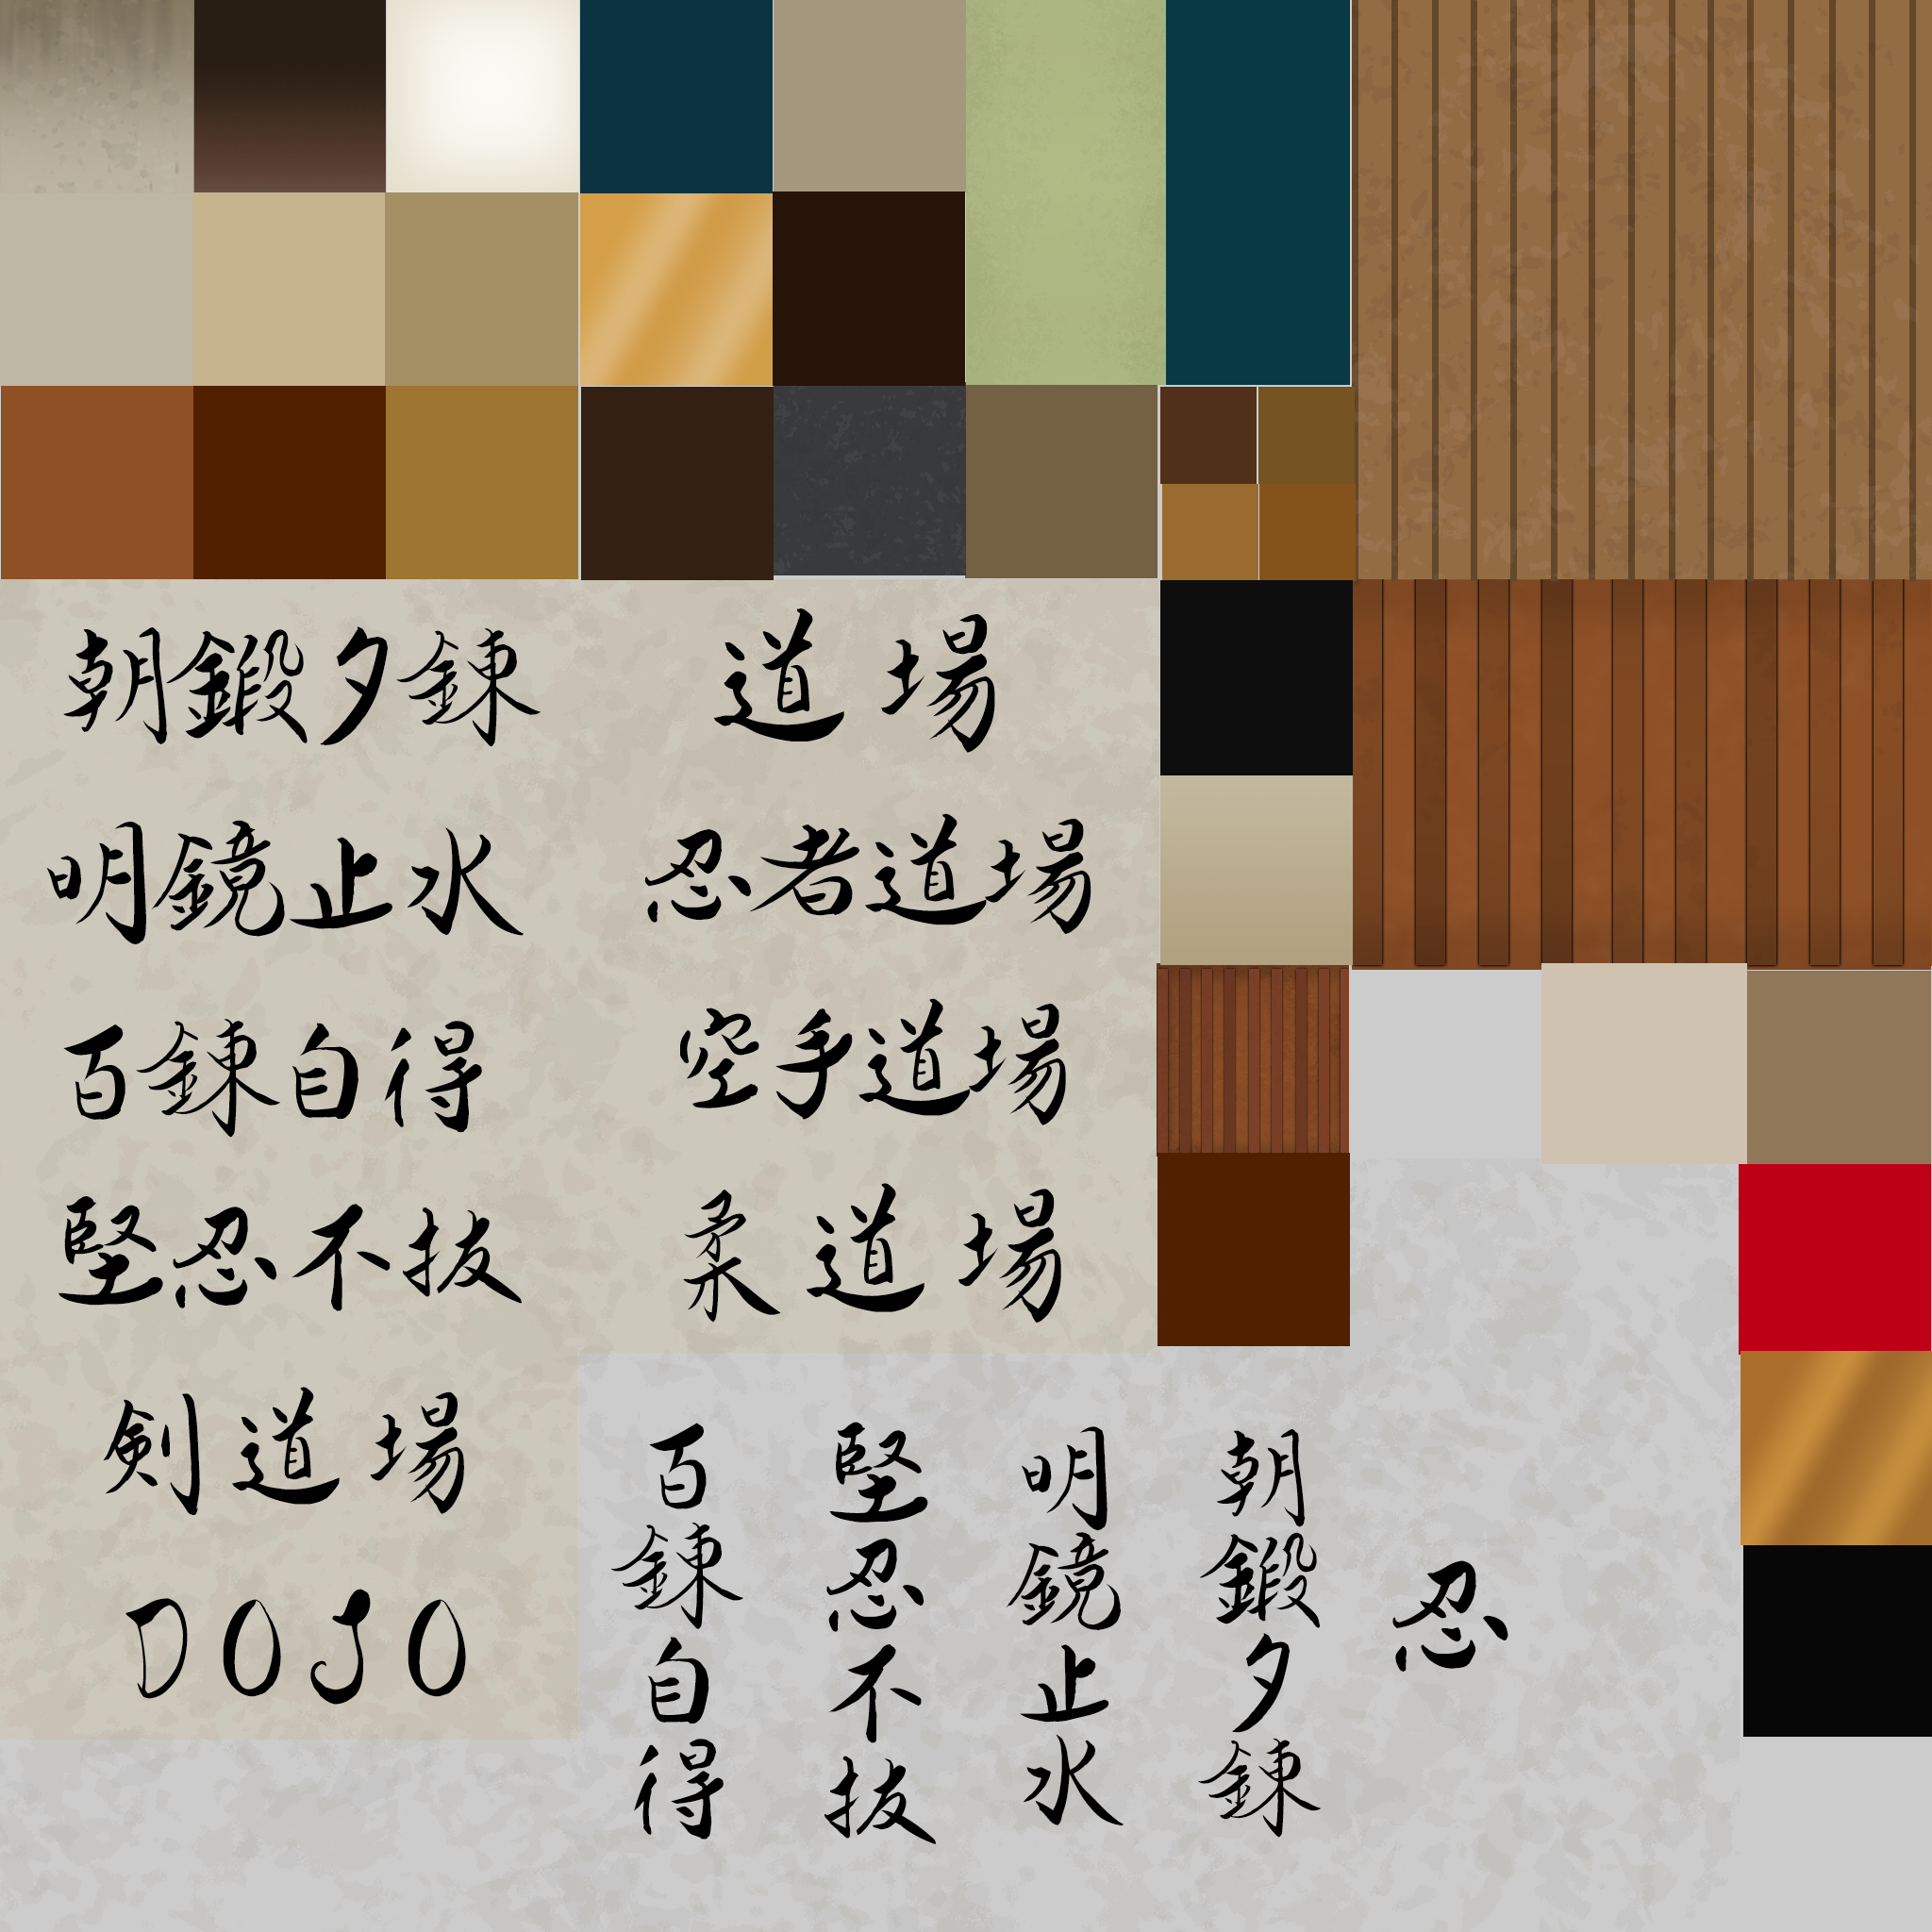 朝鍛夕錬
道場
明鏡止水
忍者道場
百錬自得
空手道場
堅忍不抜
柔道場
剣道場
DOJO
百錬自得
堅忍不抜
明鏡止水
朝鍛夕錬
忍